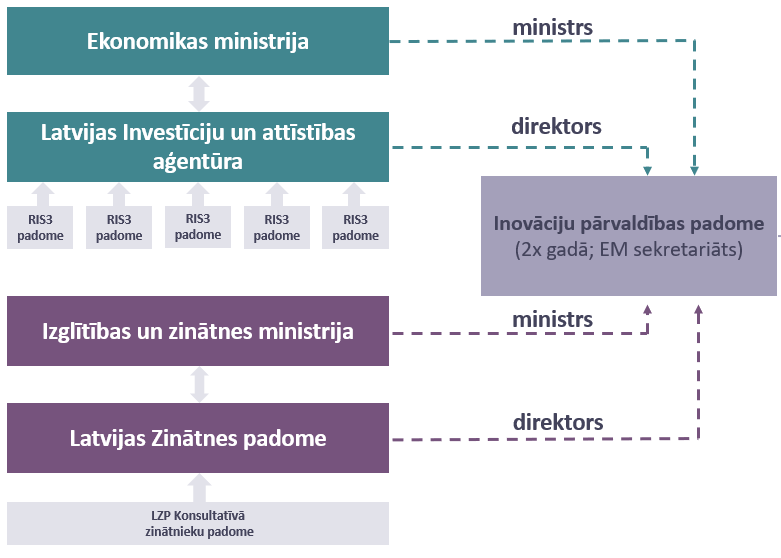 Ekonomikas ministrija
ministrs
Latvijas Investīciju un attīstības
aģentūra
direktors
RIS3
padome
RIS3
padome
RIS3
padome
RIS3
padome
RIS3
padome
Inovāciju pārvaldības padome
(2x gadā; EM sekretariāts)
Izglītības un zinātnes ministrija
ministrs
Latvijas Zinātnes padome
direktors
LZP Konsultatīvā
zinātnieku padome